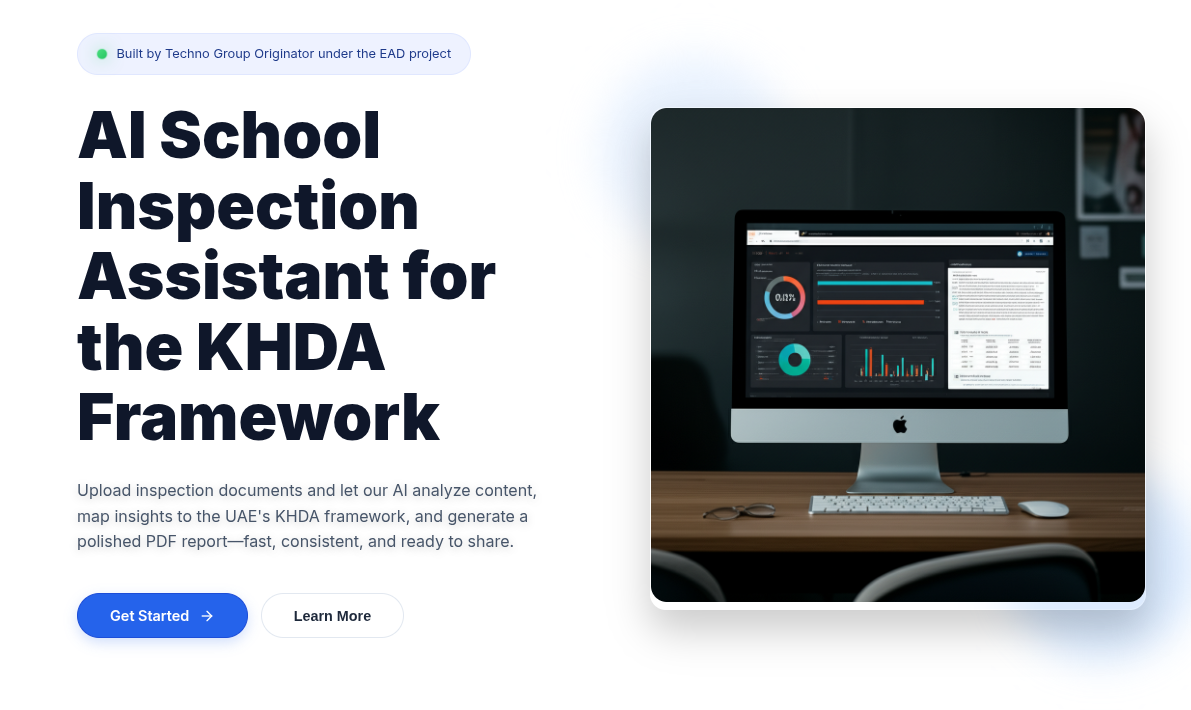 Built by Techno Group Originator under the EAD project
AI School
Inspection
Assistant for
the KHDA
Framework
Upload inspection documents and let our AI analyze content,
map insights to the UAE's KHDA framework, and generate a
polished PDF report—fast, consistent, and ready to share.
Get Started
Learn More